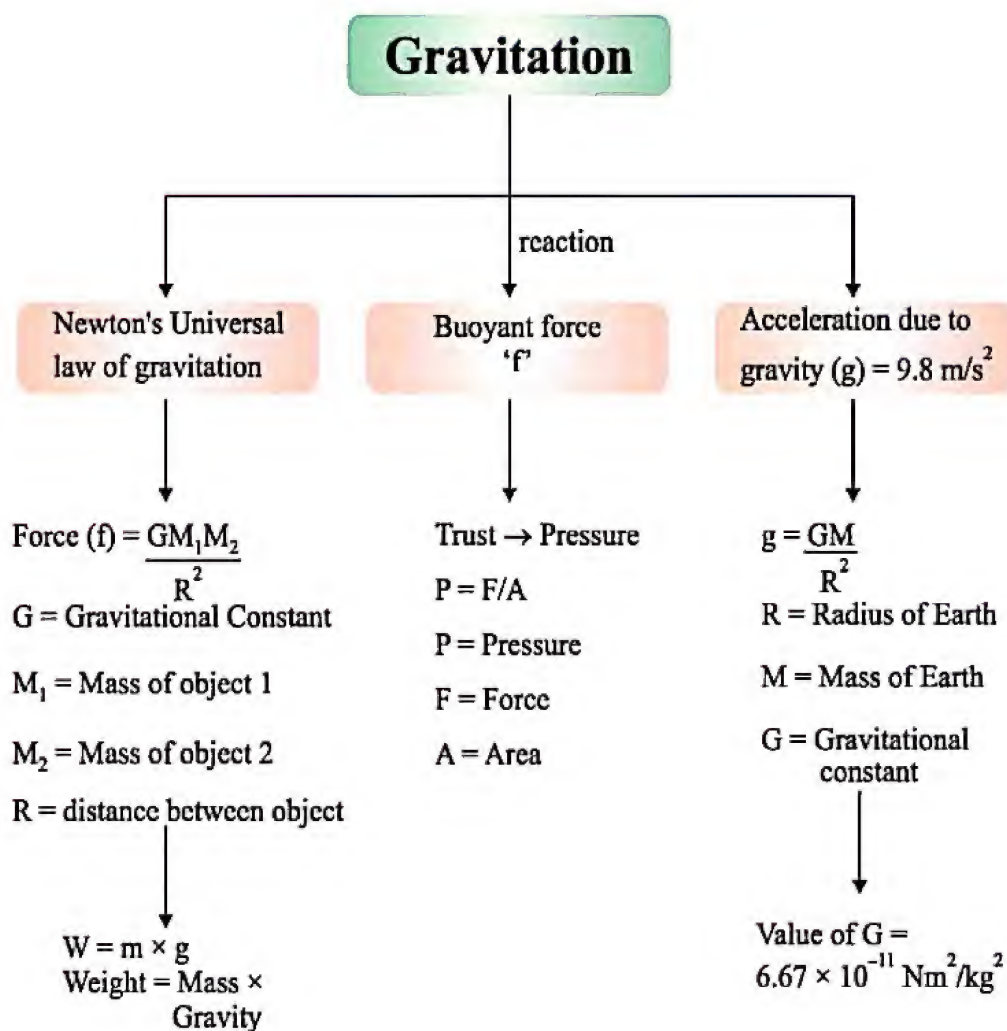 Gravitation
reaction
Newton's Universal
law of gravitation
Force (f) = GM₁M₂
R²
G = Gravitational Constant
M₁ = Mass of object 1
M₂ = Mass of object 2
R = distance between object
W = m × g
Weight = Mass ×
Gravity
Buoyant force
‘f’
Trust → Pressure
P = F/A
P = Pressure
F = Force
A = Area
Acceleration due to
gravity (g) = 9.8 m/s²
g = GM
R²
R = Radius of Earth
M = Mass of Earth
G = Gravitational
constant
Value of G =
6.67 × 10⁻¹¹ Nm²/kg²